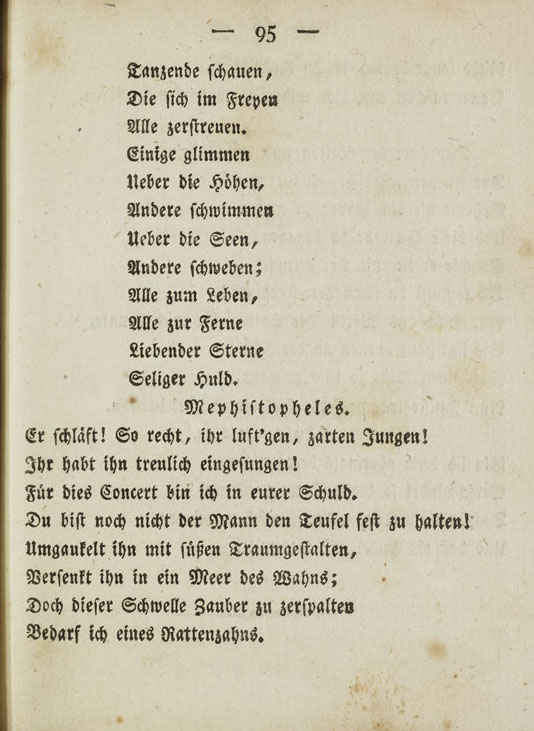 — 95 —
Tanzende schauen,
Die sich im Freyen
Alle zerstreuen.
Einige glimmen
Ueber die Höhen,
Andere schwimmen
Ueber die Seen,
Andere schweben;
Alle zum Leben,
Alle zur Ferne
Liebender Sterne
Seliger Huld.
Mephistopheles.
Er schläft! So recht, ihr luft'gen, zarten Jungen!
Ihr habt ihn treulich eingesungen!
Für dies Concert bin ich in eurer Schuld.
Du bist noch nicht der Mann den Teufel fest zu halten!
Umgaukelt ihn mit süßen Traumgestalten,
Versenkt ihn in ein Meer des Wahns;
Doch dieser Schwelle Zauber zu zerspalten
Bedarf ich eines Rattenzahns.